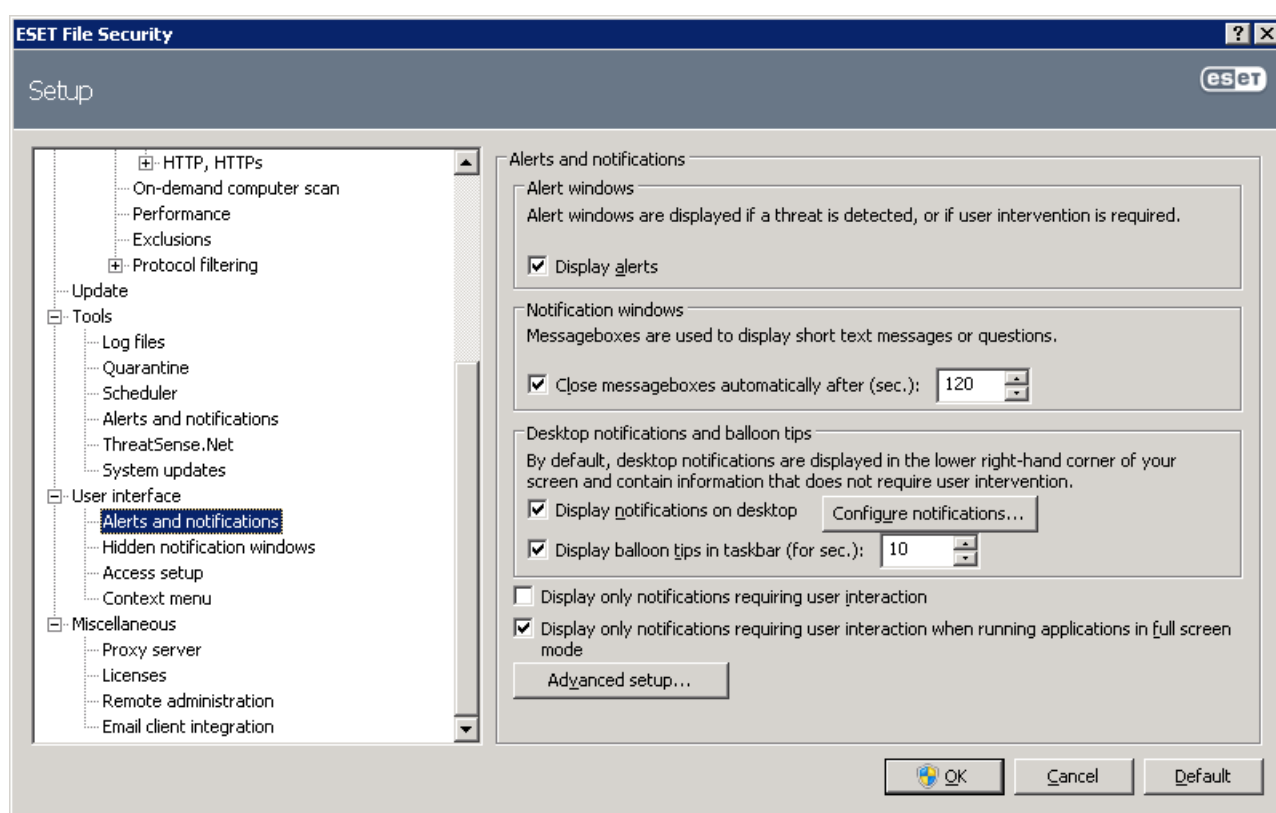 ESET File Security
Setup
eseT
HTTP, HTTPs
On-demand computer scan
Performance
Exclusions
Protocol filtering
Update
Tools
Log files
Quarantine
Scheduler
Alerts and notifications
ThreatSense.Net
System updates
User interface
Alerts and notifications
Hidden notification windows
Access setup
Context menu
Miscellaneous
Proxy server
Licenses
Remote administration
Email client integration
Alerts and notifications
Alert windows
Alert windows are displayed if a threat is detected, or if user intervention is required.
Display alerts
Notification windows
Messageboxes are used to display short text messages or questions.
Close messageboxes automatically after (sec.): 120
Desktop notifications and balloon tips
By default, desktop notifications are displayed in the lower right-hand corner of your
screen and contain information that does not require user intervention.
Display notifications on desktop Configure notifications...
Display balloon tips in taskbar (for sec.): 10
Display only notifications requiring user interaction
Display only notifications requiring user interaction when running applications in full screen
mode
Advanced setup...
OK Cancel Default